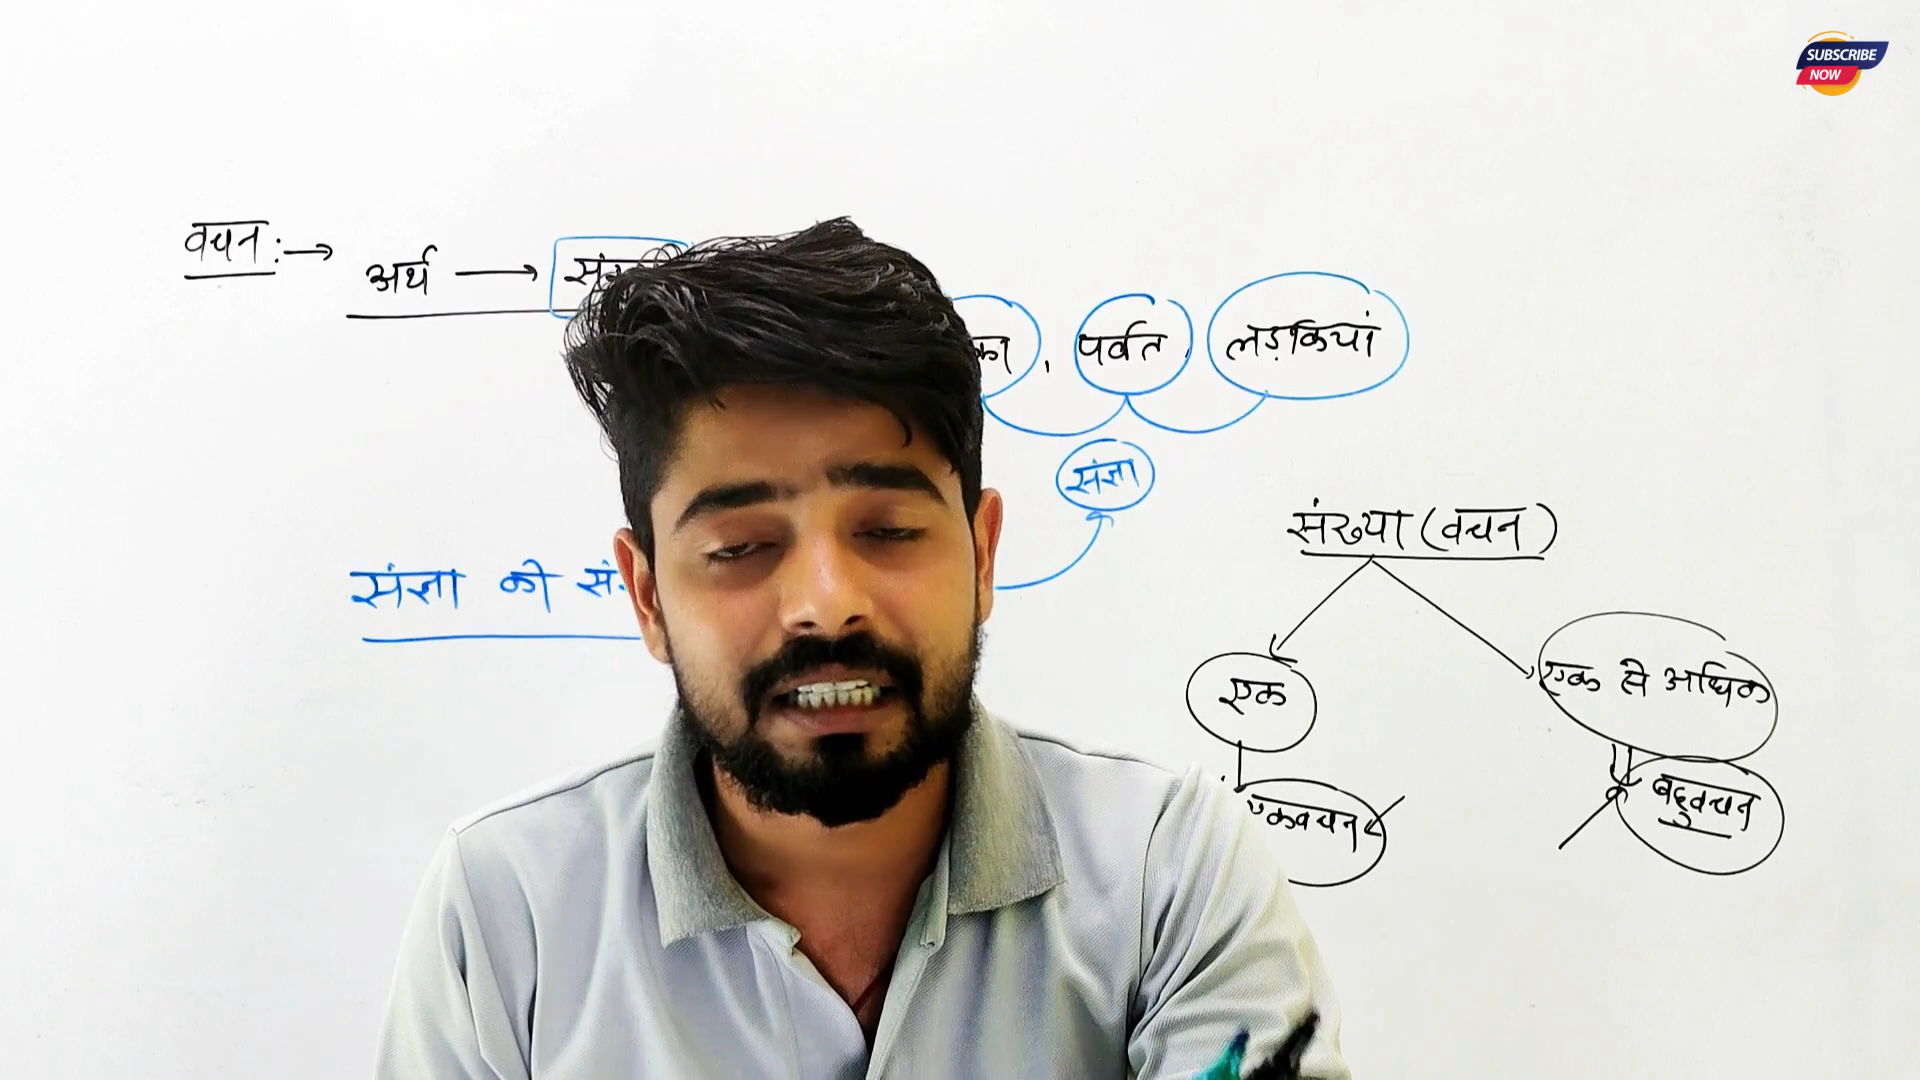 SUBSCRIBE
NOW
वचन :→
अर्थ →
का , पर्वत , लड़कियां
संज्ञा
संज्ञा की
संख्या (वचन)
एक
एक से अधिक
एकवचन
बहुवचन